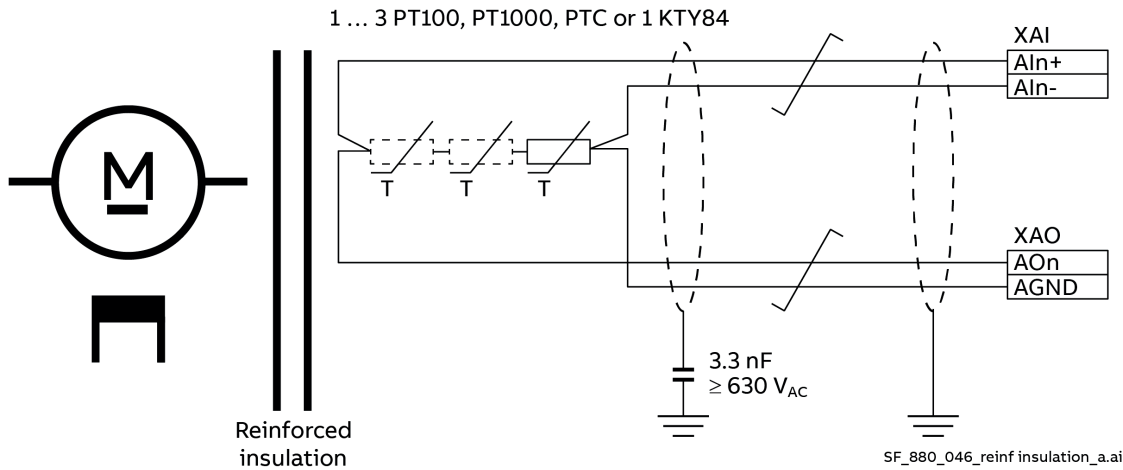 1 … 3 PT100, PT1000, PTC or 1 KTY84
XAI
AIn+
AIn-
M
T
T
T
XAO
AOn
AGND
3.3 nF
≥ 630 VAC
Reinforced
insulation
SF_880_046_reinf insulation_a.ai